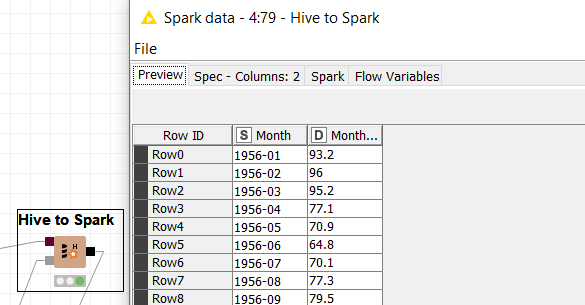 Spark data - 4:79 - Hive to Spark
File
Preview Spec - Columns: 2 Spark Flow Variables
Row ID S Month D Month...
Row0 1956-01 93.2
Row1 1956-02 96
Row2 1956-03 95.2
Row3 1956-04 77.1
Row4 1956-05 70.9
Row5 1956-06 64.8
Row6 1956-07 70.1
Row7 1956-08 77.3
Row8 1956-09 79.5
Hive to Spark
H